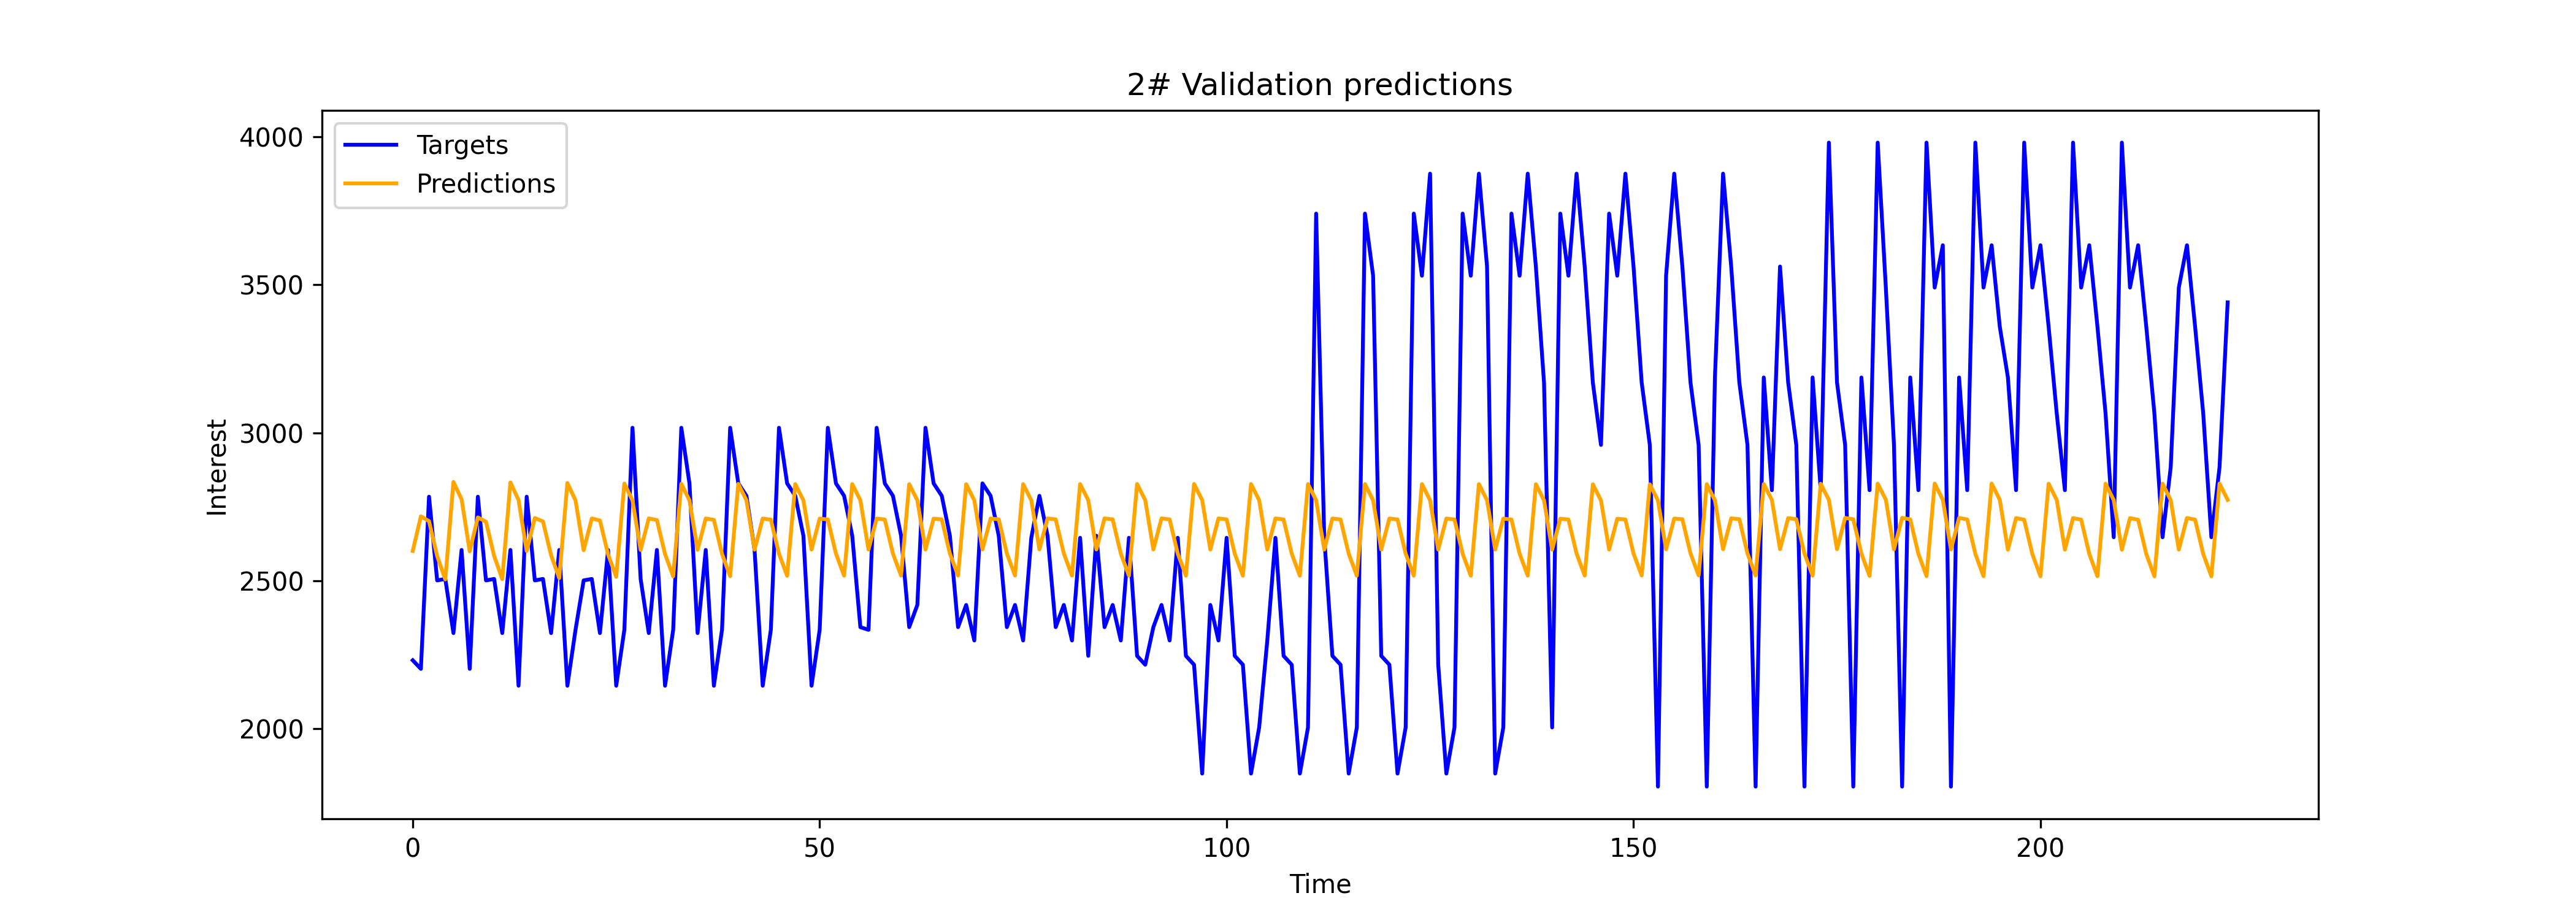 2# Validation predictions
Targets
Predictions
Interest
4000
3500
3000
2500
2000
0 50 100 150 200
Time